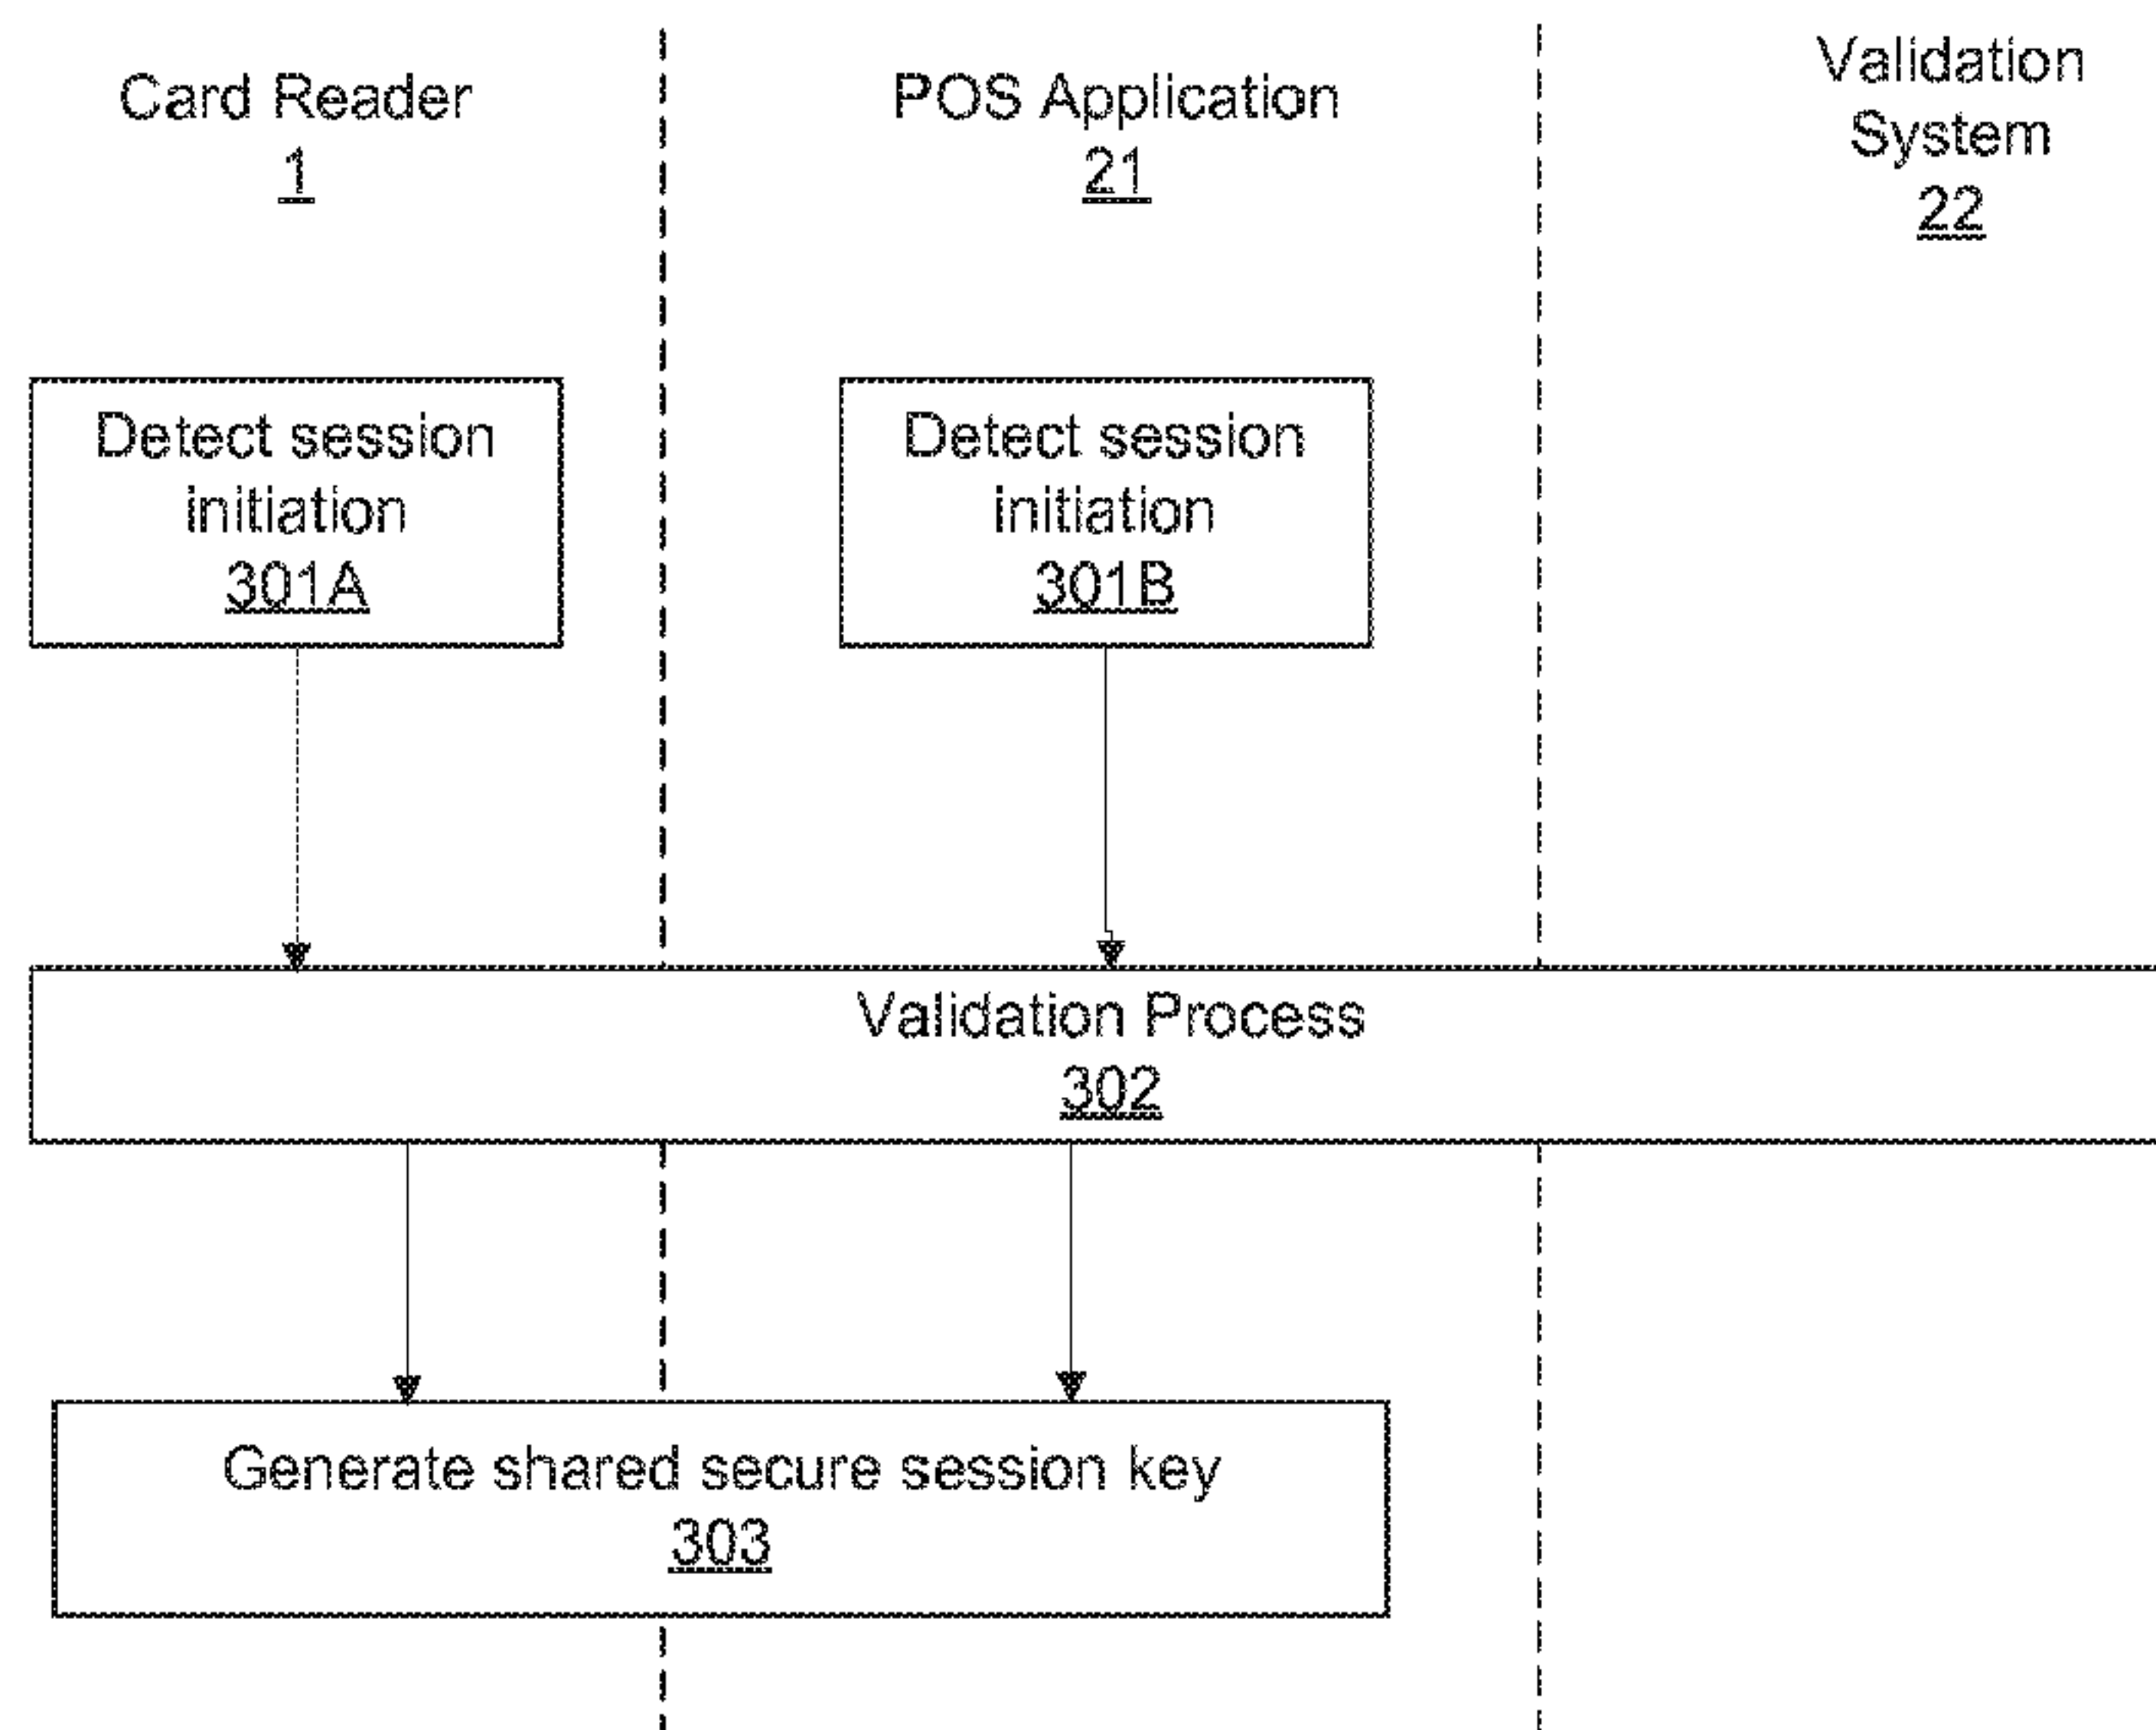 Card Reader
1
POS Application
21
Validation
System
22
Detect session
initiation
301A
Detect session
initiation
301B
Validation Process
302
Generate shared secure session key
303